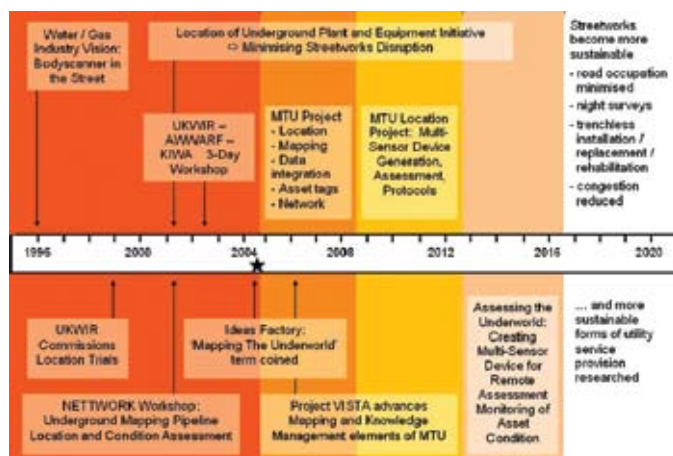 Water / Gas
Industry Vision:
Bodyscanner in
the Street
Location of Underground Plant and Equipment Initiative
⇨ Minimising Streetworks Disruption
UKWIR –
AWWARF –
KIWA 3-Day
Workshop
MTU Project
- Location
- Mapping
- Data
integration
- Asset tags
- Network
MTU Location
Project: Multi-
Sensor Device
Generation,
Assessment,
Protocols
Streetworks
become more
sustainable
- road occupation
minimised
- night surveys
- trenchless
installation /
replacement /
rehabilitation
- congestion
reduced
1996 2000 2004 2008 2012 2016 2020
UKWIR
Commissions
Location Trials
Ideas Factory:
'Mapping The Underworld'
term coined
NETTWORK Workshop:
Underground Mapping Pipeline
Location and Condition Assessment
Project VISTA advances
Mapping and Knowledge
Management elements of MTU
Assessing the
Underworld:
Creating
Multi-Sensor
Device for
Remote
Assessment
Monitoring of
Asset
Condition
.... and more
sustainable
forms of utility
service
provision
researched